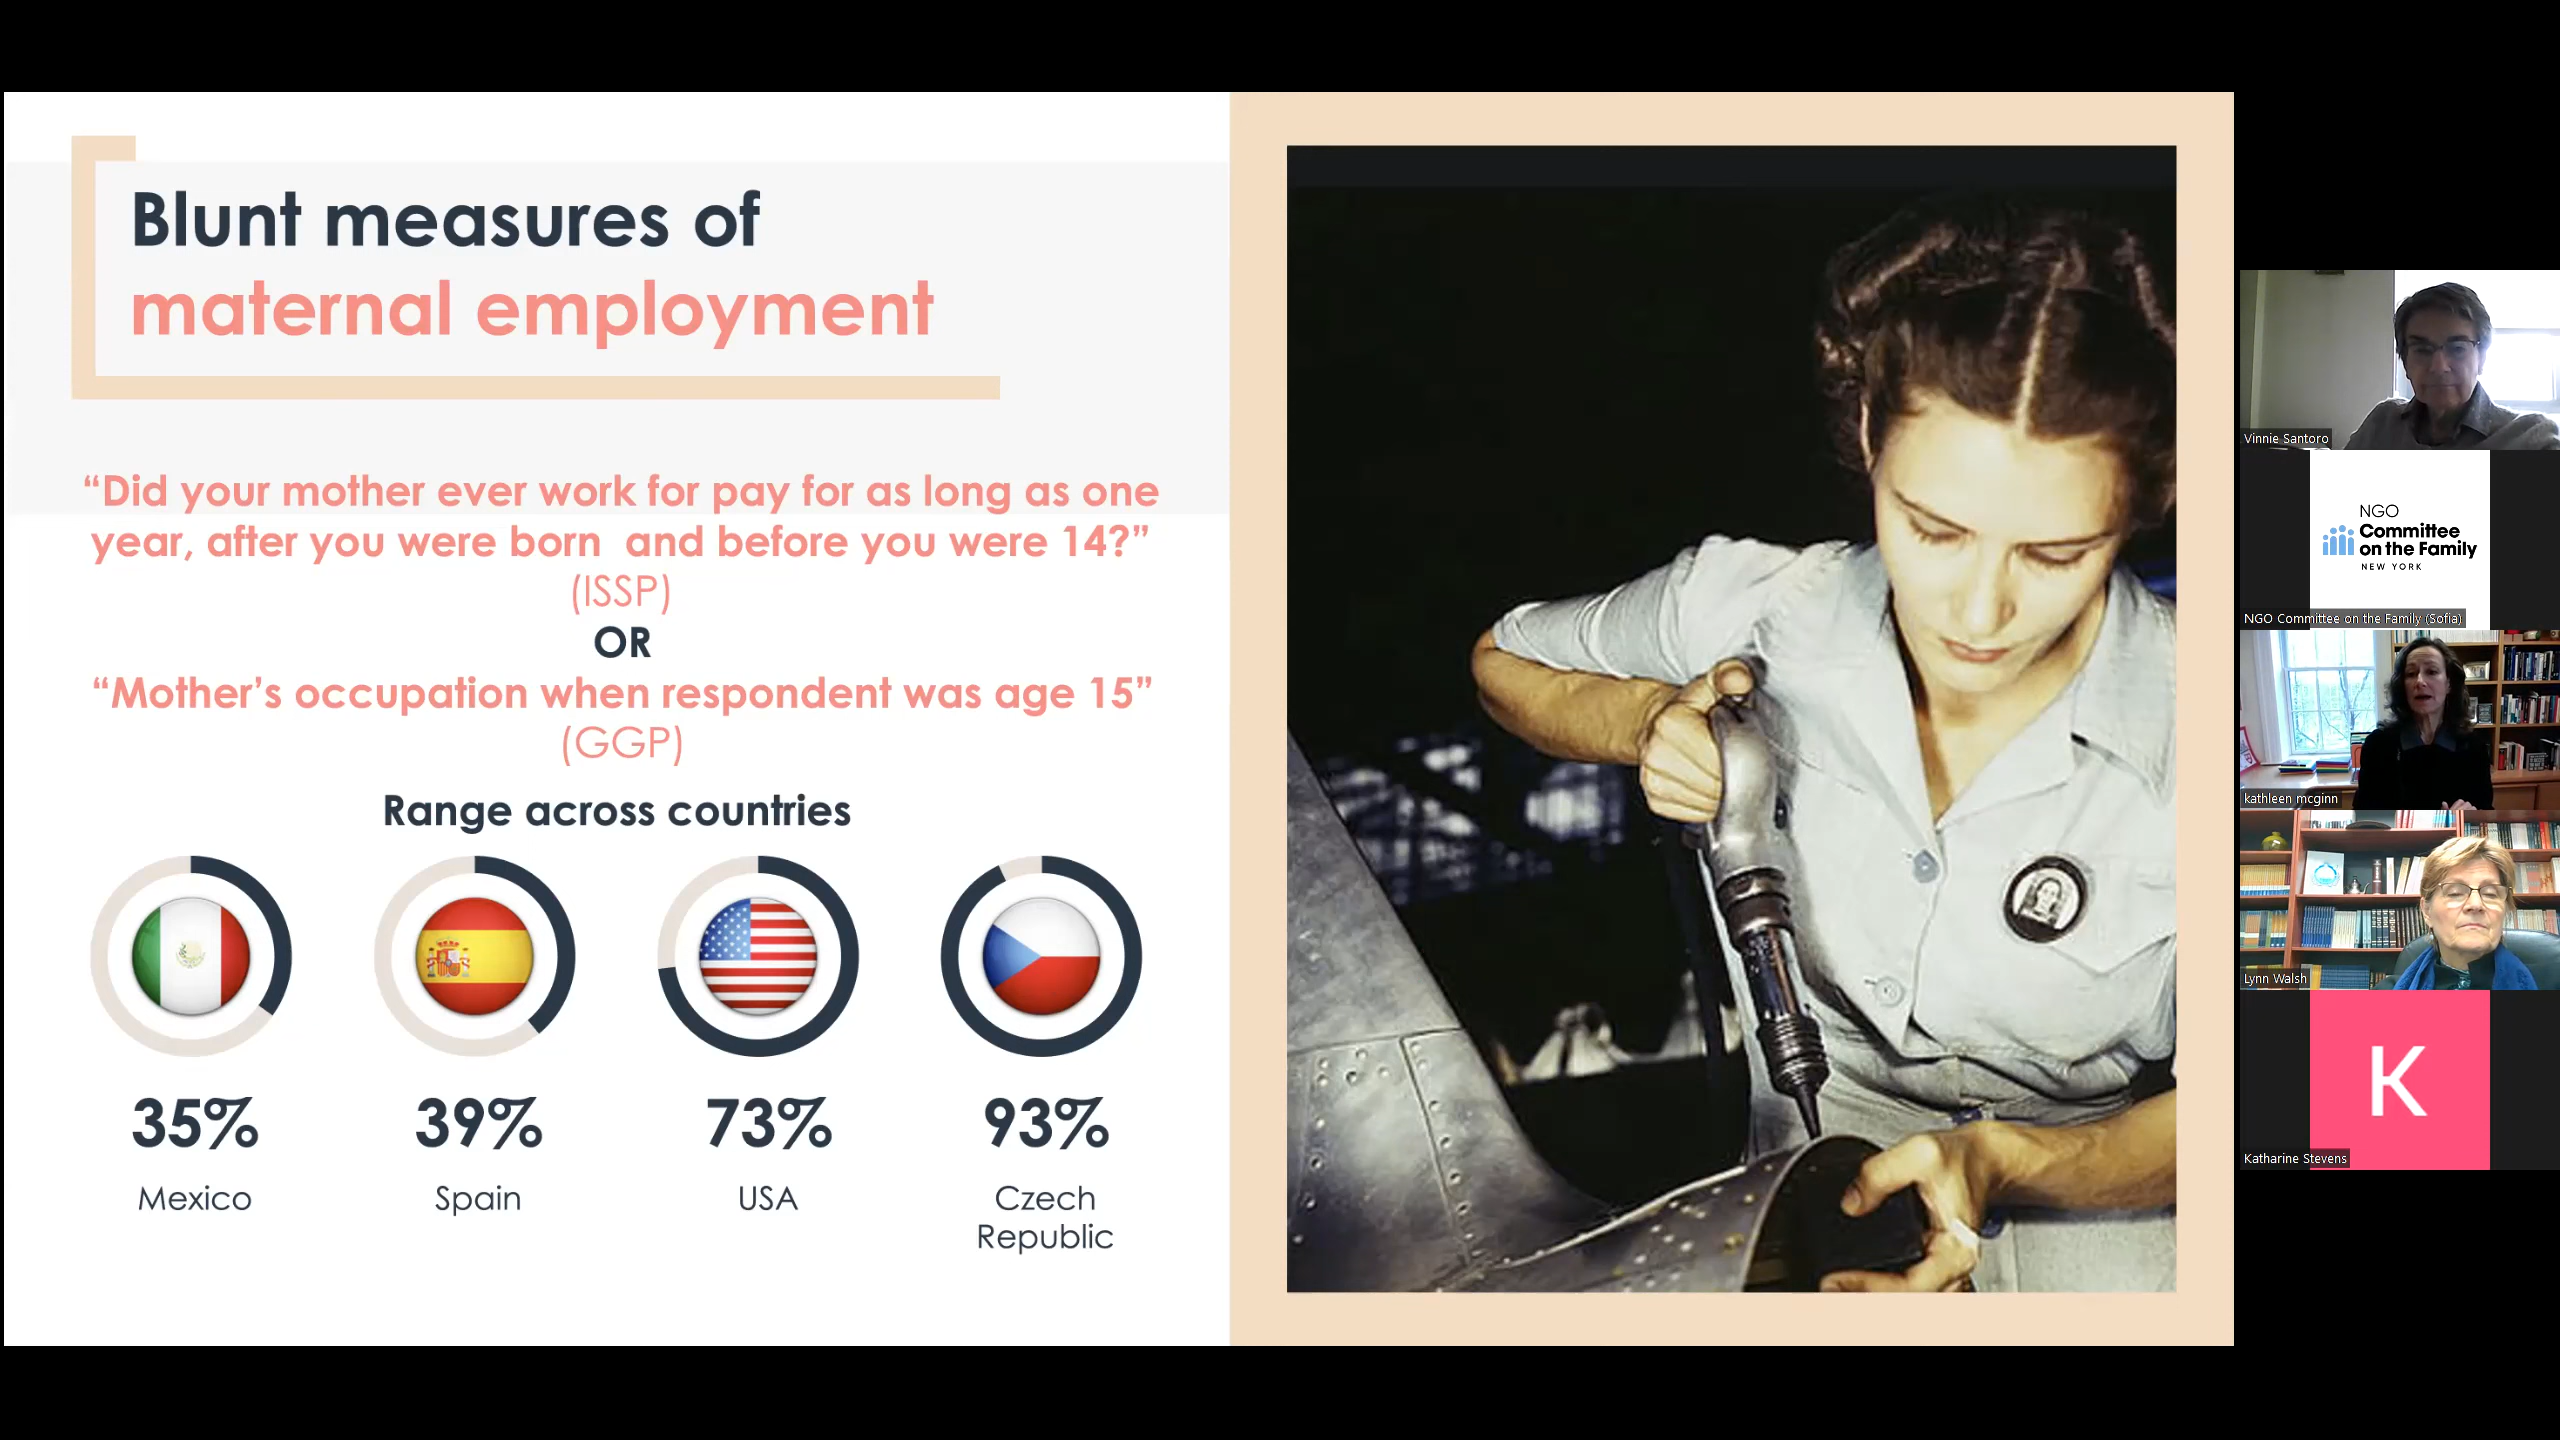 Blunt measures of
maternal employment
“Did your mother ever work for pay for as long as one
year, after you were born  and before you were 14?”
(ISSP)
OR
“Mother’s occupation when respondent was age 15”
(GGP)
Range across countries
35%
39%
73%
93%
Mexico
Spain
USA
Czech
Republic
Vinnie Santoro
NGO
Committee
on the Family
NEW YORK
NGO Committee on the Family (Sofia)
kathleen mcginn
Lynn Walsh
K
Katharine Stevens